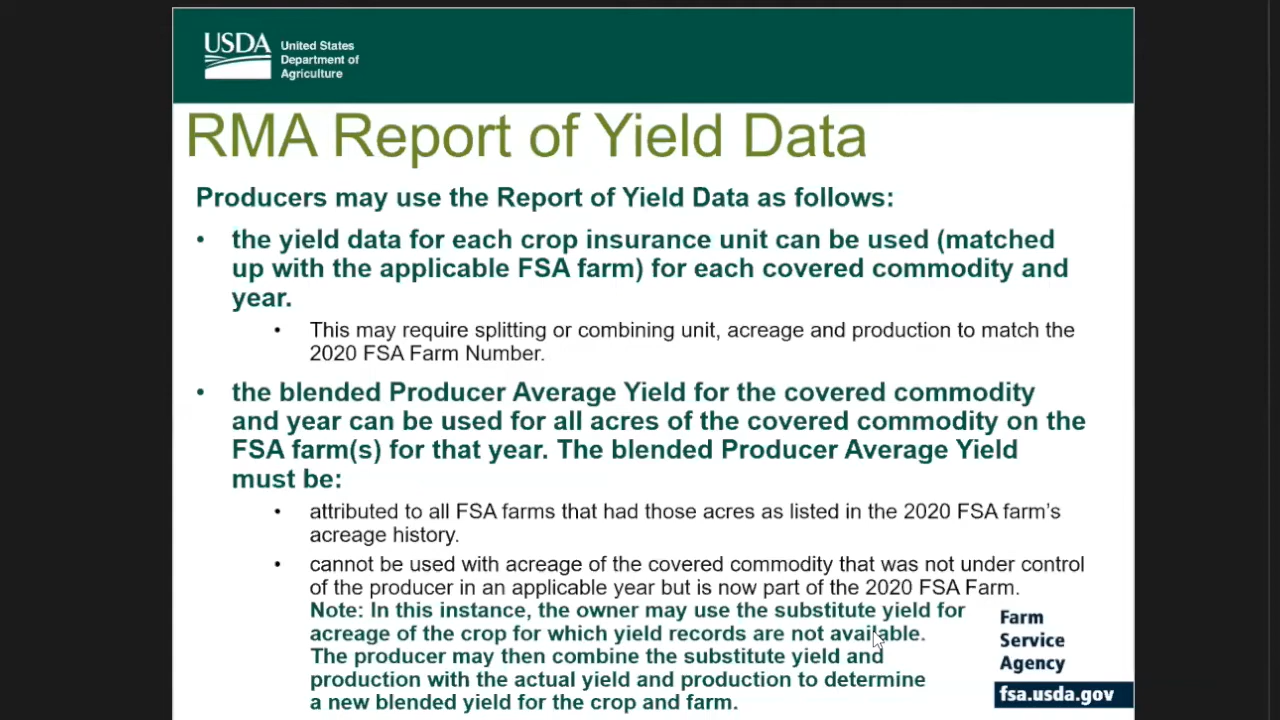 USDA
United States
Department of
Agriculture
RMA Report of Yield Data
Producers may use the Report of Yield Data as follows:
• the yield data for each crop insurance unit can be used (matched
up with the applicable FSA farm) for each covered commodity and
year.
• This may require splitting or combining unit, acreage and production to match the
2020 FSA Farm Number.
• the blended Producer Average Yield for the covered commodity
and year can be used for all acres of the covered commodity on the
FSA farm(s) for that year. The blended Producer Average Yield
must be:
• attributed to all FSA farms that had those acres as listed in the 2020 FSA farm's
acreage history.
• cannot be used with acreage of the covered commodity that was not under control
of the producer in an applicable year but is now part of the 2020 FSA Farm.
Note: In this instance, the owner may use the substitute yield for
acreage of the crop for which yield records are not available.
The producer may then combine the substitute yield and
production with the actual yield and production to determine
a new blended yield for the crop and farm.
Farm
Service
Agency
fsa.usda.gov